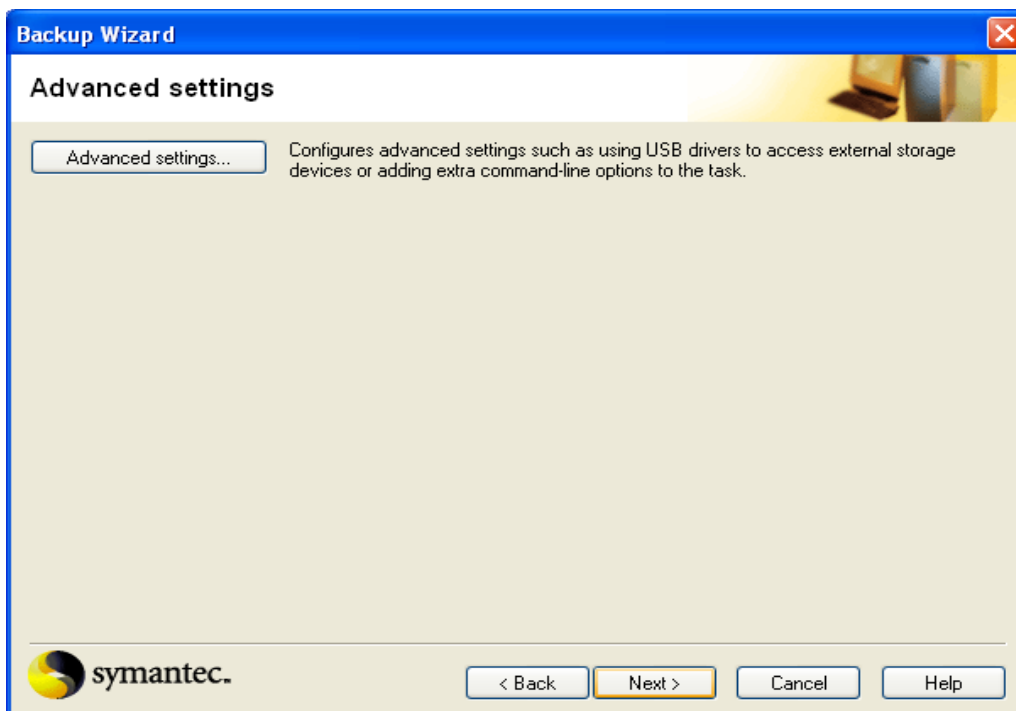 Backup Wizard
Advanced settings
Advanced settings...
Configures advanced settings such as using USB drivers to access external storage
devices or adding extra command-line options to the task.
symantec.
< Back
Next >
Cancel
Help